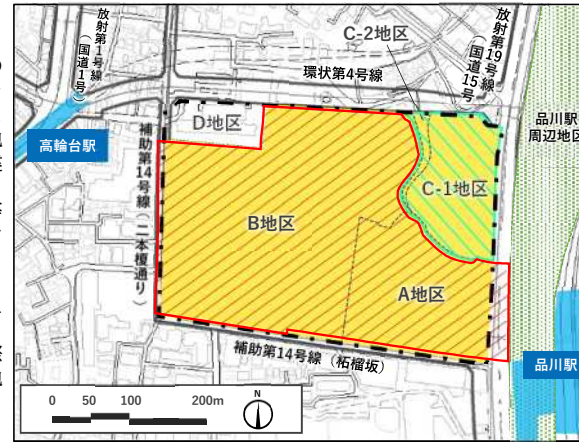 放射第1号線
（国道1号）
C-2地区
放射第19号線
（国道15号）
環状第4号線
品川駅
周辺地区
D地区
高輪台駅
補助第14号線（二本榎通り）
C-1地区
B地区
A地区
補助第14号線（柘榴坂）
品川駅
0 50 100 200m
N